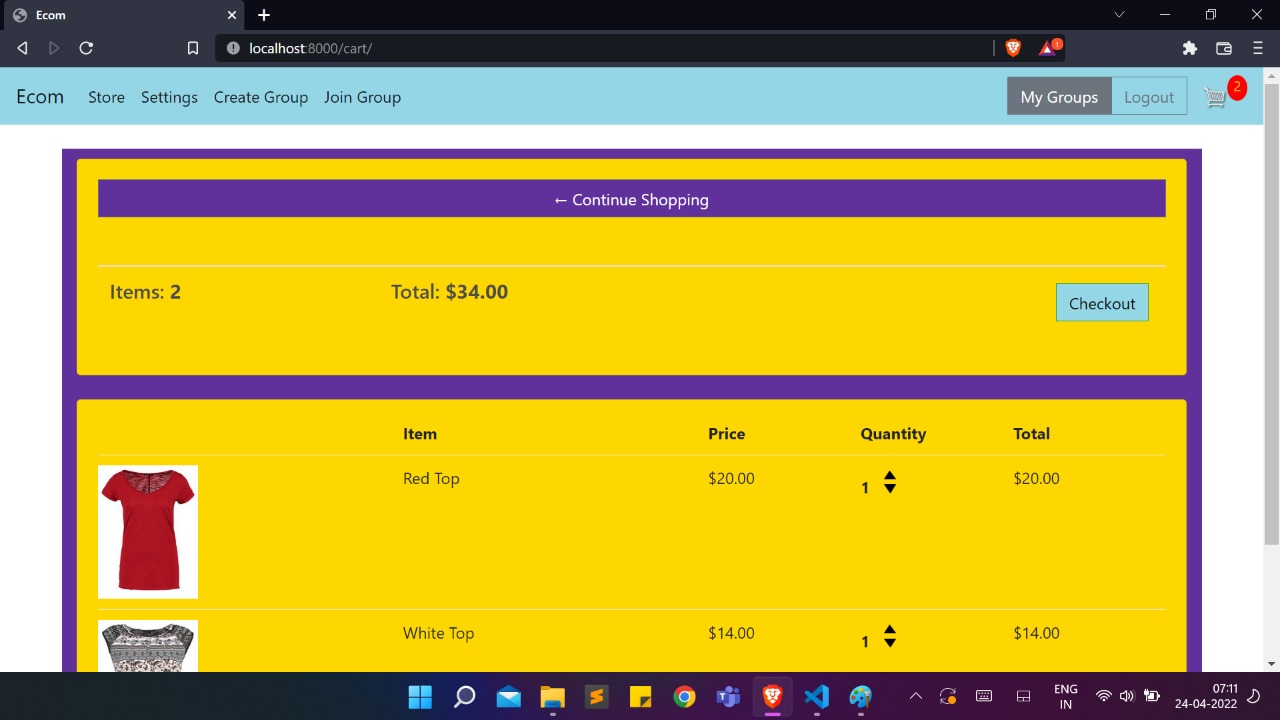 Ecom
localhost:8000/cart/
1
Ecom Store Settings Create Group Join Group My Groups Logout 2
← Continue Shopping
Items: 2 Total: $34.00
Checkout
Item Price Quantity Total
Red Top $20.00 1 $20.00
White Top $14.00 1 $14.00
ENG 07:11
IN 24-04-2022